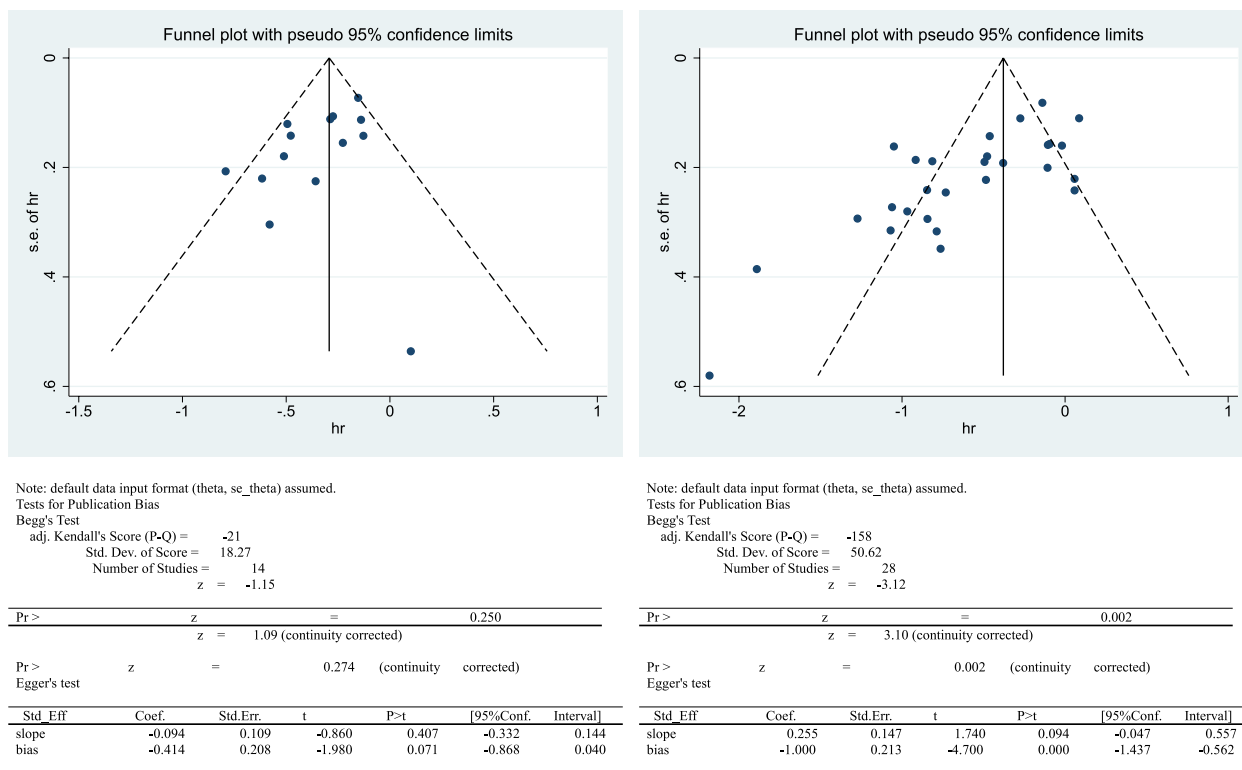 Funnel plot with pseudo 95% confidence limits
0
.2
.4
.6
s.e. of hr
-1.5 -1 -.5 0 .5 1
hr
Note: default data input format (theta, se_theta) assumed.
Tests for Publication Bias
Begg's Test
adj. Kendall's Score (P-Q) = -21
Std. Dev. of Score = 18.27
Number of Studies = 14
z = -1.15
Pr > z = 0.250
z = 1.09 (continuity corrected)
Pr > z = 0.274 (continuity corrected)
Egger's test
Std_Eff Coef. Std.Err. t P>t [95%Conf. Interval]
slope -0.094 0.109 -0.860 0.407 -0.332 0.144
bias -0.414 0.208 -1.980 0.071 -0.868 0.040
Funnel plot with pseudo 95% confidence limits
0
.2
.4
.6
s.e. of hr
-2 -1 0 1
hr
Note: default data input format (theta, se_theta) assumed.
Tests for Publication Bias
Begg's Test
adj. Kendall's Score (P-Q) = -158
Std. Dev. of Score = 50.62
Number of Studies = 28
z = -3.12
Pr > z = 0.002
z = 3.10 (continuity corrected)
Pr > z = 0.002 (continuity corrected)
Egger's test
Std_Eff Coef. Std.Err. t P>t [95%Conf. Interval]
slope 0.255 0.147 1.740 0.094 -0.047 0.557
bias -1.000 0.213 -4.700 0.000 -1.437 -0.562